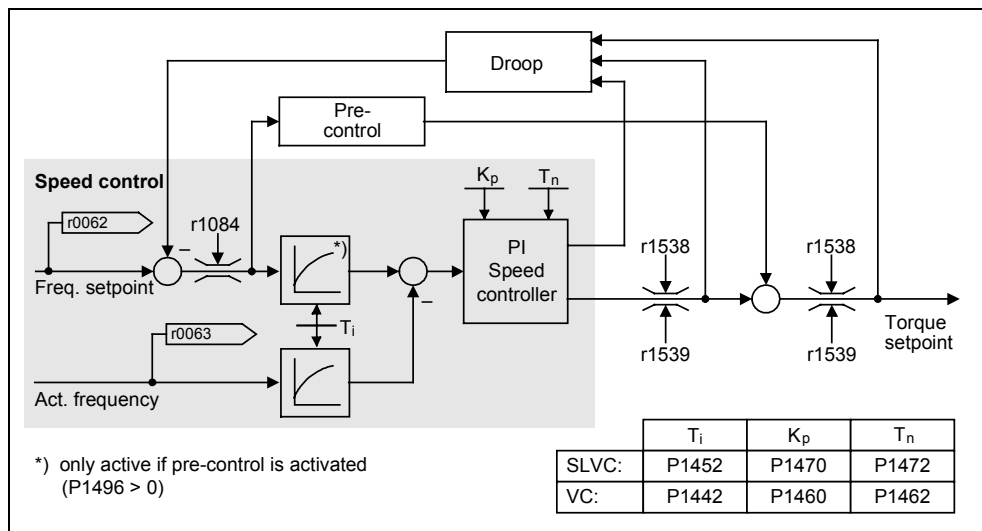 Droop
Pre-
control
Speed control
Kp
Tn
r0062
r1084
*)
PI
Speed
controller
r1538
r1538
–
Freq. setpoint
–
r0063
Ti
r1539
r1539
Torque
setpoint
Act. frequency
*) only active if pre-control is activated
(P1496 > 0)
Ti Kp Tn
SLVC: P1452 P1470 P1472
VC: P1442 P1460 P1462